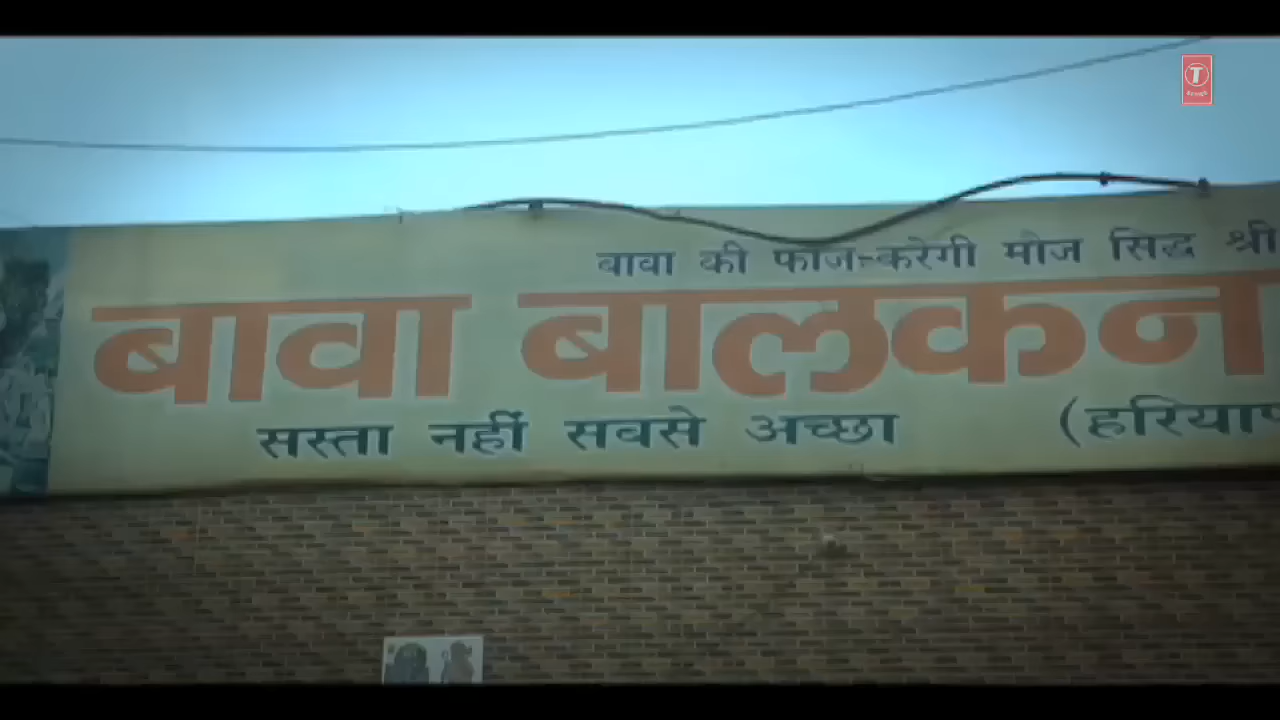 T
बावा की फौज-करेगी मौज सिद्ध श्री
बावा बालकन
सस्ता नहीं सबसे अच्छा (हरिया